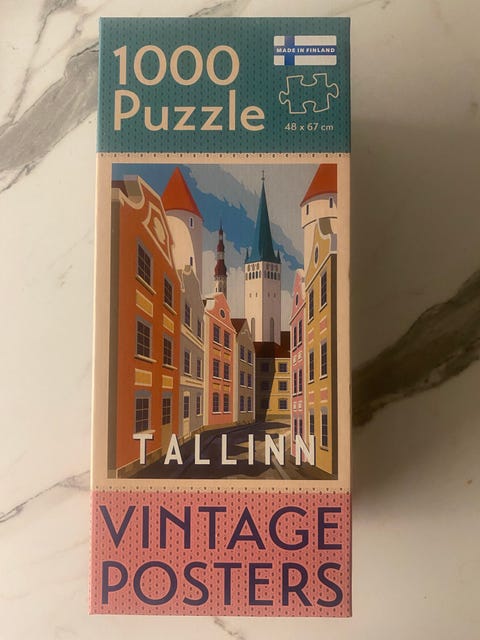 1000
Puzzle
MADE IN FINLAND
48 x 67 cm
TALLINN
VINTAGE
POSTERS